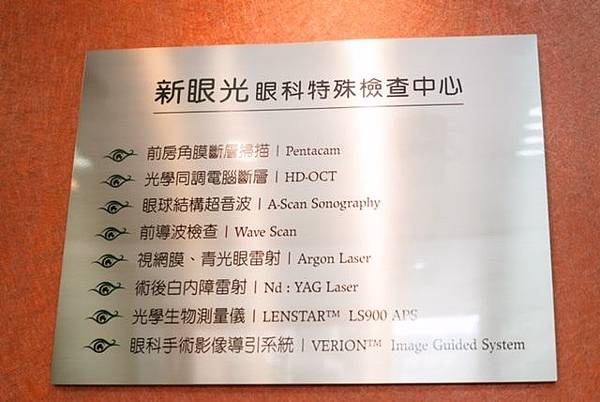 新眼光 眼科特殊檢查中心
前房角膜斷層掃描 | Pentacam
光學同調電腦斷層 | HD-OCT
眼球結構超音波 | A-Scan Sonography
前導波檢查 | Wave Scan
視網膜、青光眼雷射 | Argon Laser
術後白內障雷射 | Nd : YAG Laser
光學生物測量儀 | LENSTAR™ LS900 APS
眼科手術影像導引系統 | VERION™ Image Guided System